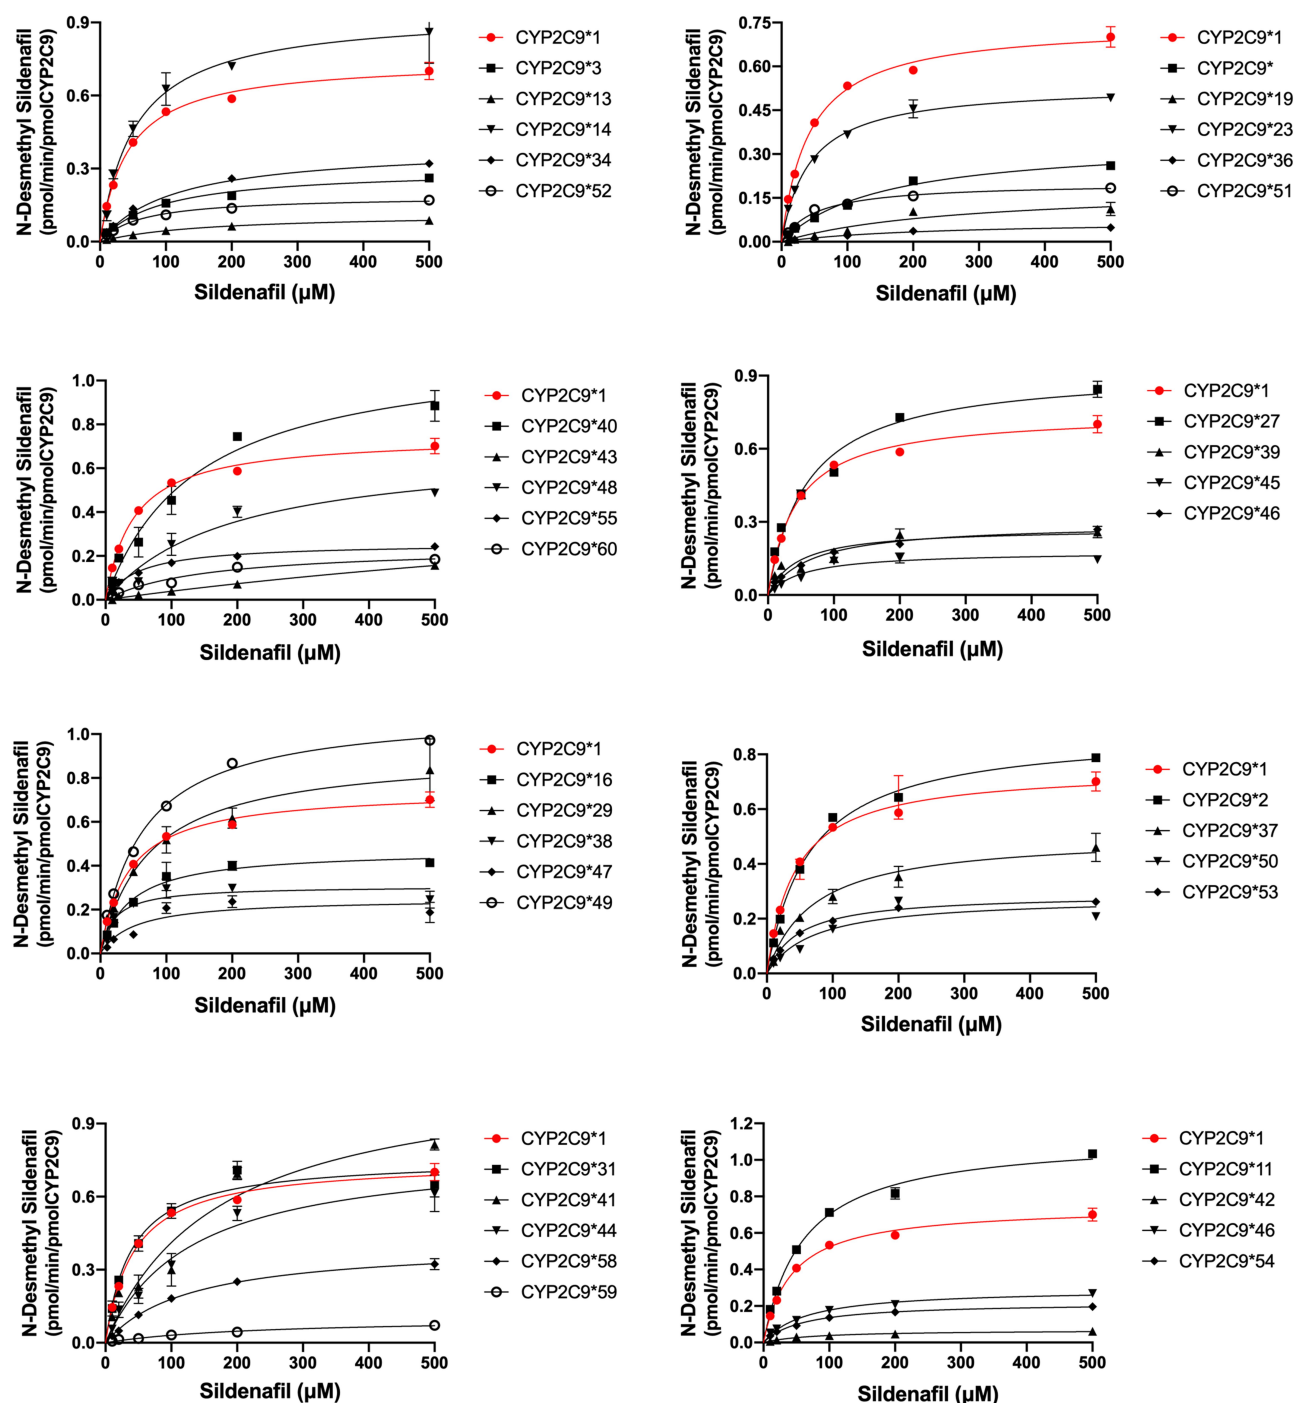 N-Desmethyl Sildenafil
(pmol/min/pmolCYP2C9)
0.9
0.6
0.3
0.0
0 100 200 300 400 500
Sildenafil (µM)
CYP2C9*1
CYP2C9*3
CYP2C9*13
CYP2C9*14
CYP2C9*34
CYP2C9*52
N-Desmethyl Sildenafil
(pmol/min/pmolCYP2C9)
0.75
0.60
0.45
0.30
0.15
0.00
0 100 200 300 400 500
Sildenafil (µM)
CYP2C9*1
CYP2C9*
CYP2C9*19
CYP2C9*23
CYP2C9*36
CYP2C9*51
N-Desmethyl Sildenafil
(pmol/min/pmolCYP2C9)
1.0
0.8
0.6
0.4
0.2
0.0
0 100 200 300 400 500
Sildenafil (µM)
CYP2C9*1
CYP2C9*40
CYP2C9*43
CYP2C9*48
CYP2C9*55
CYP2C9*60
N-Desmethyl Sildenafil
(pmol/min/pmolCYP2C9)
0.9
0.6
0.3
0.0
0 100 200 300 400 500
Sildenafil (µM)
CYP2C9*1
CYP2C9*27
CYP2C9*39
CYP2C9*45
CYP2C9*46
N-Desmethyl Sildenafil
(pmol/min/pmolCYP2C9)
1.0
0.8
0.6
0.4
0.2
0.0
0 100 200 300 400 500
Sildenafil (µM)
CYP2C9*1
CYP2C9*16
CYP2C9*29
CYP2C9*38
CYP2C9*47
CYP2C9*49
N-Desmethyl Sildenafil
(pmol/min/pmolCYP2C9)
0.8
0.6
0.4
0.2
0.0
0 100 200 300 400 500
Sildenafil (µM)
CYP2C9*1
CYP2C9*2
CYP2C9*37
CYP2C9*50
CYP2C9*53
N-Desmethyl Sildenafil
(pmol/min/pmolCYP2C9)
0.9
0.6
0.3
0.0
0 100 200 300 400 500
Sildenafil (µM)
CYP2C9*1
CYP2C9*31
CYP2C9*41
CYP2C9*44
CYP2C9*58
CYP2C9*59
N-Desmethyl Sildenafil
(pmol/min/pmolCYP2C9)
1.2
1.0
0.8
0.6
0.4
0.2
0.0
0 100 200 300 400 500
Sildenafil (µM)
CYP2C9*1
CYP2C9*11
CYP2C9*42
CYP2C9*46
CYP2C9*54